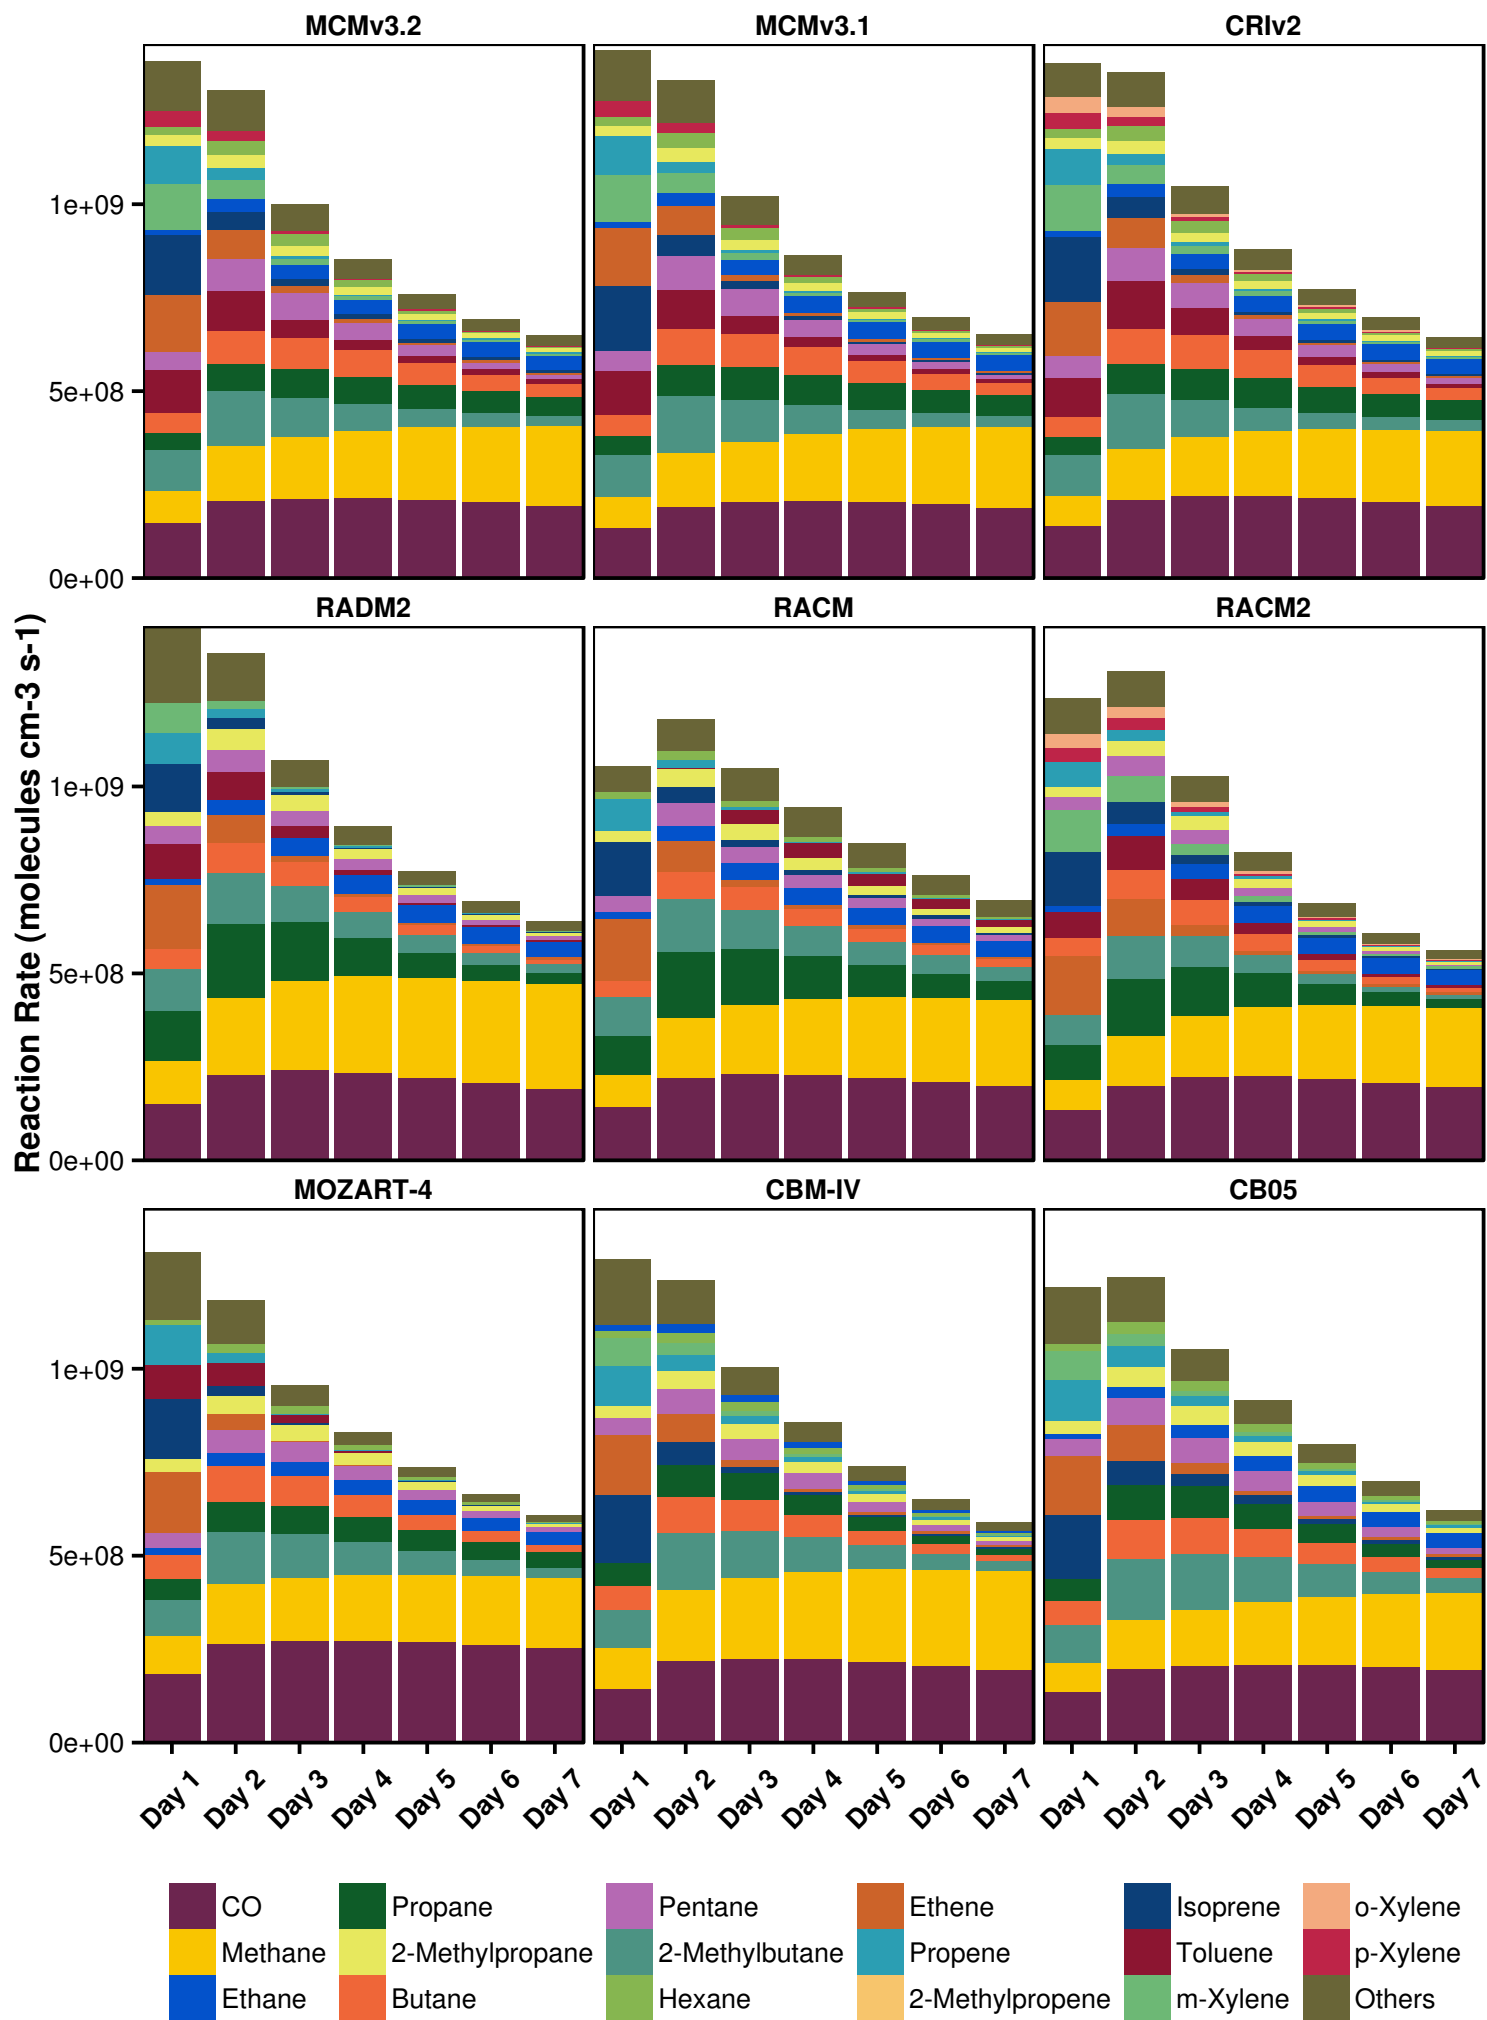 MCMv3.2 MCMv3.1 CRIv2
1e+09
5e+08
0e+00
RADM2 RACM RACM2
Reaction Rate (molecules cm-3 s-1)
1e+09
5e+08
0e+00
MOZART-4 CBM-IV CB05
1e+09
5e+08
0e+00
Day 1 Day 2 Day 3 Day 4 Day 5 Day 6 Day 7 Day 1 Day 2 Day 3 Day 4 Day 5 Day 6 Day 7 Day 1 Day 2 Day 3 Day 4 Day 5 Day 6 Day 7
CO Propane Pentane Ethene Isoprene o-Xylene
Methane 2-Methylpropane 2-Methylbutane Propene Toluene p-Xylene
Ethane Butane Hexane 2-Methylpropene m-Xylene Others